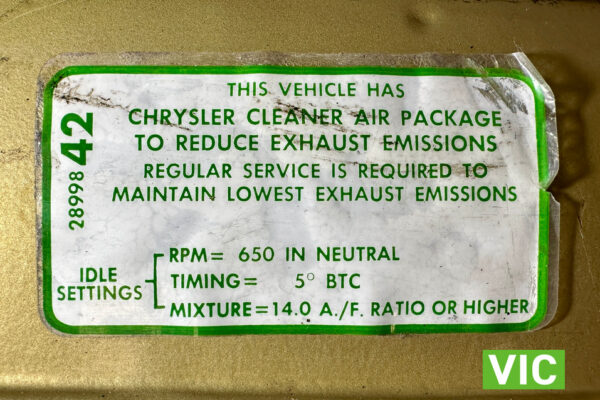 THIS VEHICLE HAS
CHRYSLER CLEANER AIR PACKAGE
TO REDUCE EXHAUST EMISSIONS
REGULAR SERVICE IS REQUIRED TO
MAINTAIN LOWEST EXHAUST EMISSIONS
2899842
IDLE SETTINGS
RPM= 650 IN NEUTRAL
TIMING= 5° BTC
MIXTURE=14.0 A./F. RATIO OR HIGHER
VIC